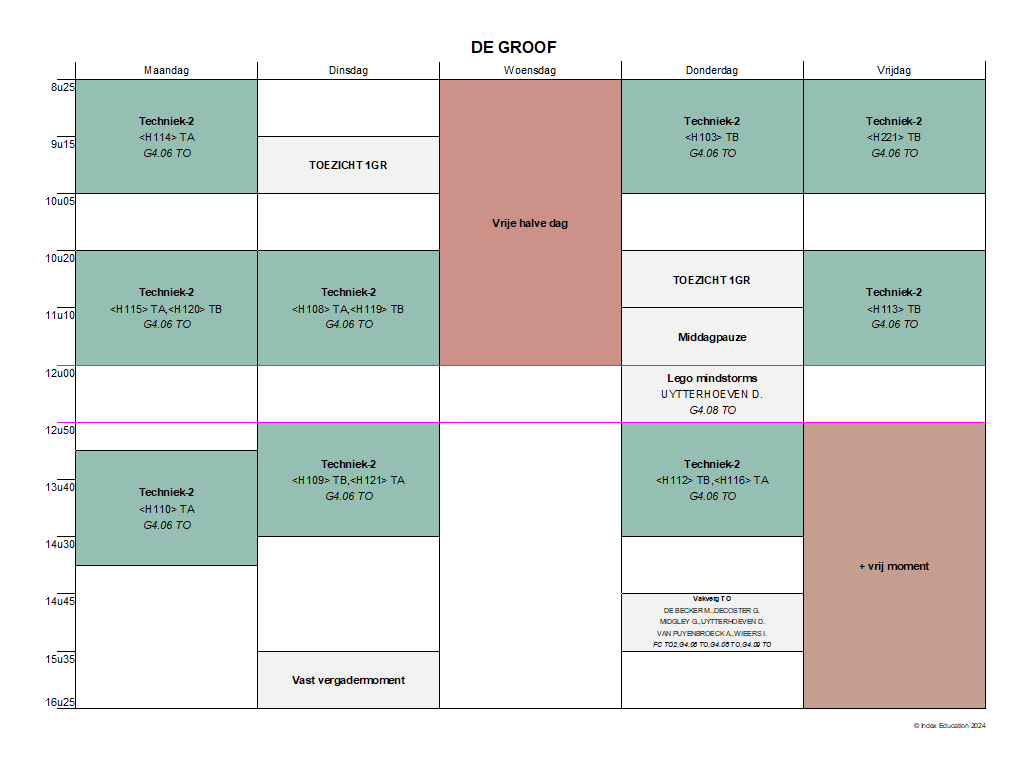 DE GROOF
Maandag Dinsdag Woensdag Donderdag Vrijdag
8u25
9u15
10u05
10u20
11u10
12u00
12u50
13u40
14u30
14u45
15u35
16u25
Techniek-2
<H114> TA
G4.06 TO
Techniek-2
<H115> TA,<H120> TB
G4.06 TO
Techniek-2
<H110> TA
G4.06 TO
TOEZICHT 1GR
Techniek-2
<H108> TA,<H119> TB
G4.06 TO
Techniek-2
<H109> TB,<H121> TA
G4.06 TO
Vast vergadermoment
Vrije halve dag
Techniek-2
<H103> TB
G4.06 TO
TOEZICHT 1GR
Middagpauze
Lego mindstorms
UYTTERHOEVEN D.
G4.08 TO
Techniek-2
<H112> TB,<H116> TA
G4.06 TO
Vakverg TO
DE BECKER M.,DECOSTER G.
MIDGLEY G.,UYTTERHOEVEN D.
VAN PUYENBROECK A.,WIEERS I.
FC TO2,G4.06 TO,G4.08 TO,G4.09 TO
Techniek-2
<H221> TB
G4.06 TO
Techniek-2
<H113> TB
G4.06 TO
+ vrij moment
© Index Education 2024